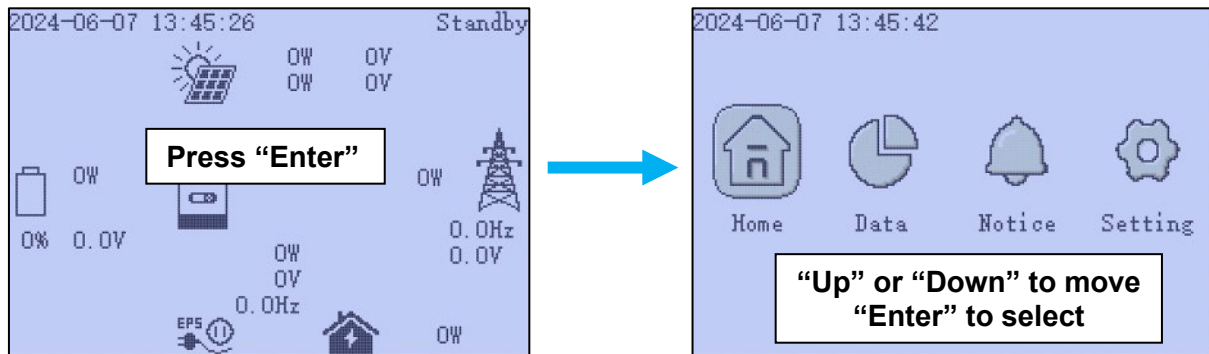 2024-06-07 13:45:26 Standby
0W 0V
0W 0V
Press “Enter”
0W
0W
0% 0.0V
0.0Hz
0.0V
0W
0V
0.0Hz
EPS
0W
2024-06-07 13:45:42
Home Data Notice Setting
“Up” or “Down” to move
“Enter” to select